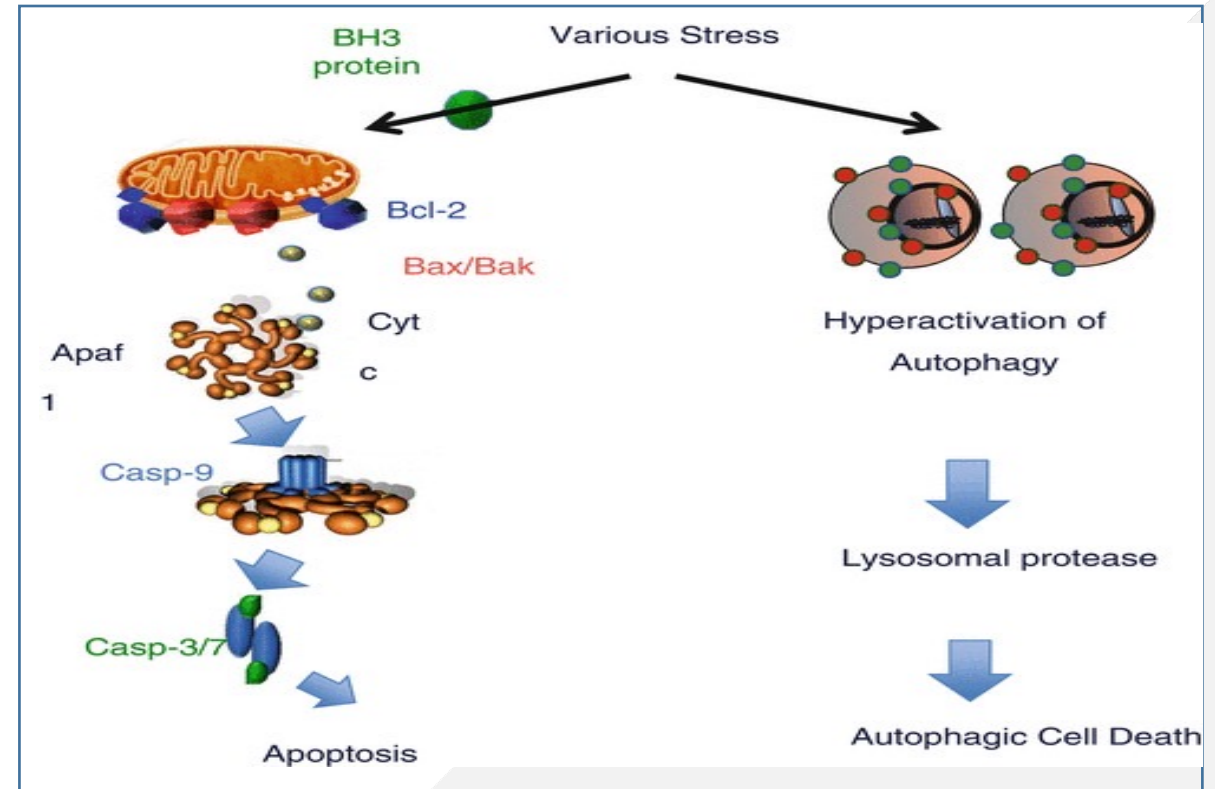 BH3
protein
Various Stress
Bcl-2
Bax/Bak
Cyt
c
Apaf
1
Casp-9
Casp-3/7
Apoptosis
Hyperactivation of
Autophagy
Lysosomal protease
Autophagic Cell Death